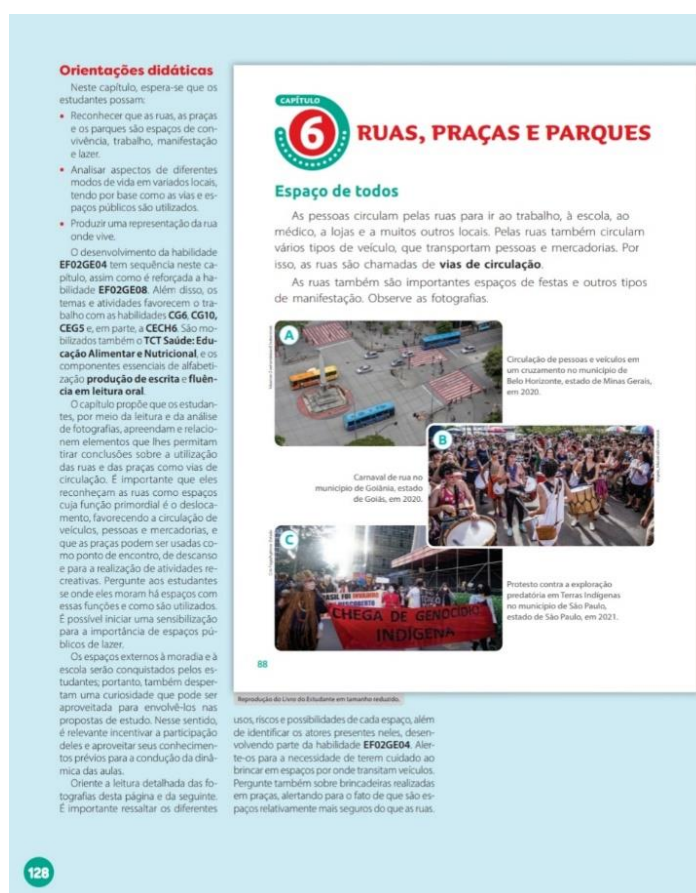 Orientações didáticas
Neste capítulo, espera-se que os
estudantes possam:
• Reconhecer que as ruas, as praças
e os parques são espaços de con-
vivência, trabalho, manifestação
e lazer.
• Analisar aspectos de diferentes
modos de vida em variados locais,
tendo por base como as vias e es-
paços públicos são utilizados.
• Produzir uma representação da rua
onde vive.
O desenvolvimento da habilidade
EF02GE04 tem sequência neste ca-
pítulo, assim como é reforçada a ha-
bilidade EF02GE08. Além disso, os
temas e atividades favorecem o tra-
balho com as habilidades CG6, CG10,
CEG5 e, em parte, a CECH6. São mo-
bilizados também o TCT Saúde: Edu-
cação Alimentar e Nutricional, e os
componentes essenciais de alfabeti-
zação produção de escrita e fluên-
cia em leitura oral.
O capítulo propõe que os estudan-
tes, por meio da leitura e da análise
de fotografias, apreendam e relacio-
nem elementos que lhes permitam
tirar conclusões sobre a utilização
das ruas e das praças como vias de
circulação. É importante que eles
reconheçam as ruas como espaços
cuja função primordial é o desloca-
mento, favorecendo a circulação de
veículos, pessoas e mercadorias, e
que as praças podem ser usadas co-
mo ponto de encontro, de descanso
e para a realização de atividades re-
creativas. Pergunte aos estudantes
se onde eles moram há espaços com
essas funções e como são utilizados.
É possível iniciar uma sensibilização
para a importância de espaços pú-
blicos de lazer.
Os espaços externos à moradia e à
escola serão conquistados pelos es-
tudantes; portanto, também desper-
tam uma curiosidade que pode ser
aproveitada para envolvê-los nas
propostas de estudo. Nesse sentido,
é relevante incentivar a participação
deles e aproveitar seus conhecimen-
tos prévios para a condução da dinâ-
mica das aulas.
Oriente a leitura detalhada das fo-
tografias desta página e da seguinte.
É importante ressaltar os diferentes
usos, riscos e possibilidades de cada espaço, além
de identificar os atores presentes neles, desen-
volvendo parte da habilidade EF02GE04. Aler-
te-os para a necessidade de terem cuidado ao
brincar em espaços por onde transitam veículos.
Pergunte também sobre brincadeiras realizadas
em praças, alertando para o fato de que são es-
paços relativamente mais seguros do que as ruas.
CAPÍTULO
6
RUAS, PRAÇAS E PARQUES
Espaço de todos
As pessoas circulam pelas ruas para ir ao trabalho, à escola, ao
médico, a lojas e a muitos outros locais. Pelas ruas também circulam
vários tipos de veículo, que transportam pessoas e mercadorias. Por
isso, as ruas são chamadas de vias de circulação.
As ruas também são importantes espaços de festas e outros tipos
de manifestação. Observe as fotografias.
A
Circulação de pessoas e veículos em
um cruzamento no município de
Belo Horizonte, estado de Minas Gerais,
em 2020.
B
Carnaval de rua no
município de Goiânia, estado
de Goiás, em 2020.
C
CHEGA DE GENOCÍDIO
INDÍGENA
Protesto contra a exploração
predatória em Terras Indígenas
no município de São Paulo,
estado de São Paulo, em 2021.
88
Reprodução do Livro do Estudante em tamanho reduzido.
128